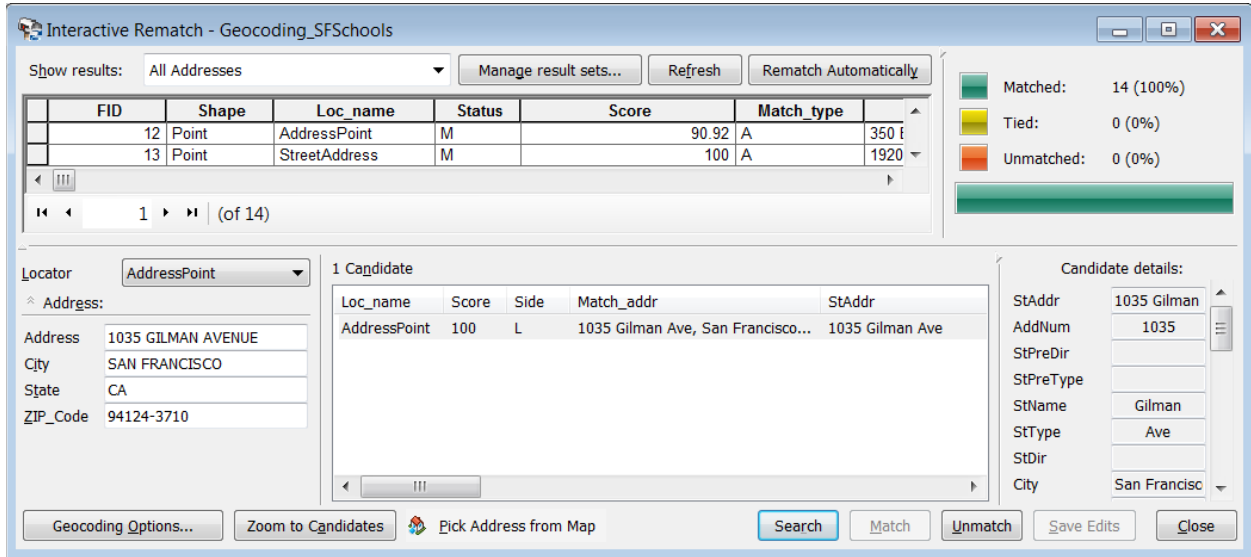 Interactive Rematch - Geocoding_SFSchools
Show results: All Addresses Manage result sets... Refresh Rematch Automatically
FID Shape Loc_name Status Score Match_type
12 Point AddressPoint M 90.92 A 350
13 Point StreetAddress M 100 A 1920
1 (of 14)
Matched: 14 (100%)
Tied: 0 (0%)
Unmatched: 0 (0%)
Locator AddressPoint
Address:
Address 1035 GILMAN AVENUE
City SAN FRANCISCO
State CA
ZIP_Code 94124-3710
1 Candidate
Loc_name Score Side Match_addr StAddr
AddressPoint 100 L 1035 Gilman Ave, San Francisco... 1035 Gilman Ave
Candidate details:
StAddr 1035 Gilman
AddNum 1035
StPreDir
StPreType
StName Gilman
StType Ave
StDir
City San Francisc
Geocoding Options... Zoom to Candidates Pick Address from Map Search Match Unmatch Save Edits Close